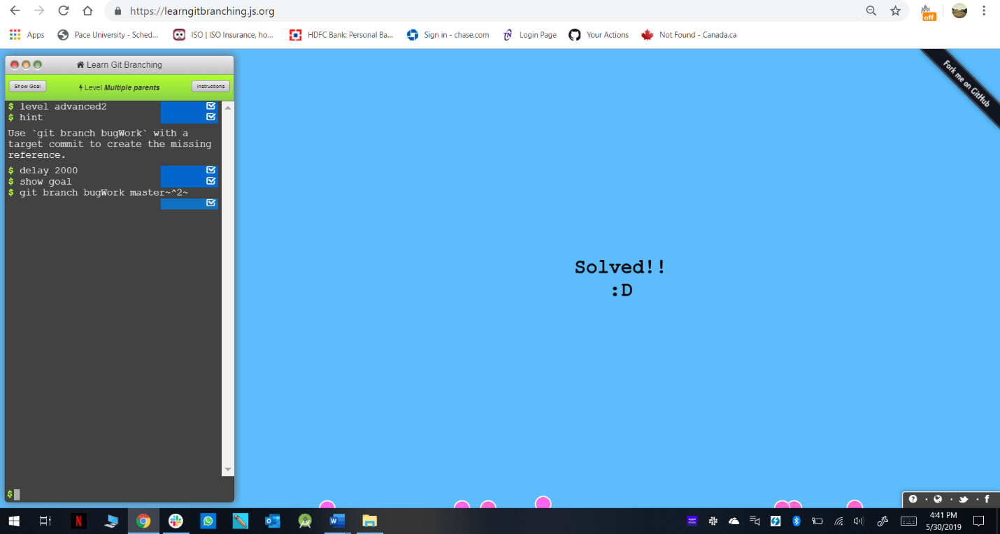 https://learngitbranching.js.org
off
Apps
Pace University - Sched...
ISO | ISO Insurance, ho...
HDFC Bank: Personal Ba...
Sign in - chase.com
Login Page
Your Actions
Not Found - Canada.ca
Learn Git Branching
Show Goal
Level Multiple parents
Instructions
Fork me on GitHub
$ level advanced2
$ hint
Use `git branch bugWork` with a
target commit to create the missing
reference.
$ delay 2000
$ show goal
$ git branch bugWork master~^2~
Solved!!
:D
$
4:41 PM
5/30/2019